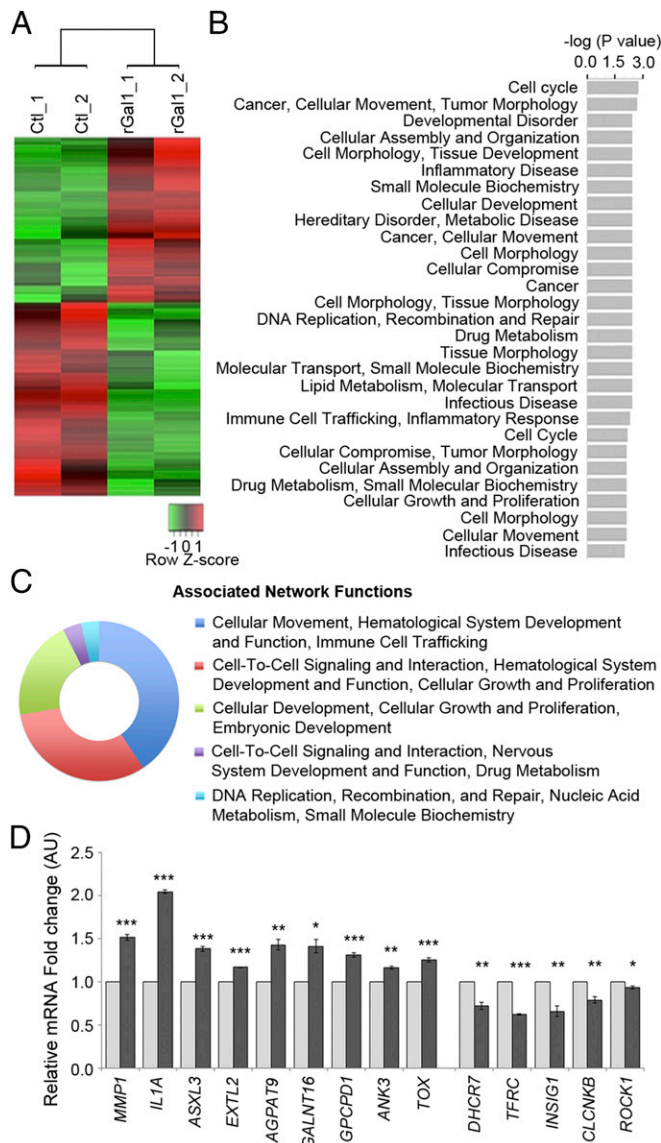 A
Ctl_1
Ctl_2
rGal1_1
rGal1_2
-1 0 1
Row Z-score
B
-log (P value)
0.0 1.5 3.0
Cell cycle
Cancer, Cellular Movement, Tumor Morphology
Developmental Disorder
Cellular Assembly and Organization
Cell Morphology, Tissue Development
Inflammatory Disease
Small Molecule Biochemistry
Cellular Development
Hereditary Disorder, Metabolic Disease
Cancer, Cellular Movement
Cell Morphology
Cellular Compromise
Cancer
Cell Morphology, Tissue Morphology
DNA Replication, Recombination and Repair
Drug Metabolism
Tissue Morphology
Molecular Transport, Small Molecule Biochemistry
Lipid Metabolism, Molecular Transport
Infectious Disease
Immune Cell Trafficking, Inflammatory Response
Cell Cycle
Cellular Compromise, Tumor Morphology
Cellular Assembly and Organization
Drug Metabolism, Small Molecular Biochemistry
Cellular Growth and Proliferation
Cell Morphology
Cellular Movement
Infectious Disease
C
Associated Network Functions
Cellular Movement, Hematological System Development
and Function, Immune Cell Trafficking
Cell-To-Cell Signaling and Interaction, Hematological System
Development and Function, Cellular Growth and Proliferation
Cellular Development, Cellular Growth and Proliferation,
Embryonic Development
Cell-To-Cell Signaling and Interaction, Nervous
System Development and Function, Drug Metabolism
DNA Replication, Recombination, and Repair, Nucleic Acid
Metabolism, Small Molecule Biochemistry
D
Relative mRNA Fold change (AU)
2.5
2.0
1.5
1.0
0.5
0.0
*** *** *** *** ** * *** ** *** ** *** ** ** *
MMP1
IL1A
ASXL3
EXTL2
AGPAT9
GALNT16
GPCPD1
ANK3
TOX
DHCR7
TFRC
INSIG1
CLCNKB
ROCK1